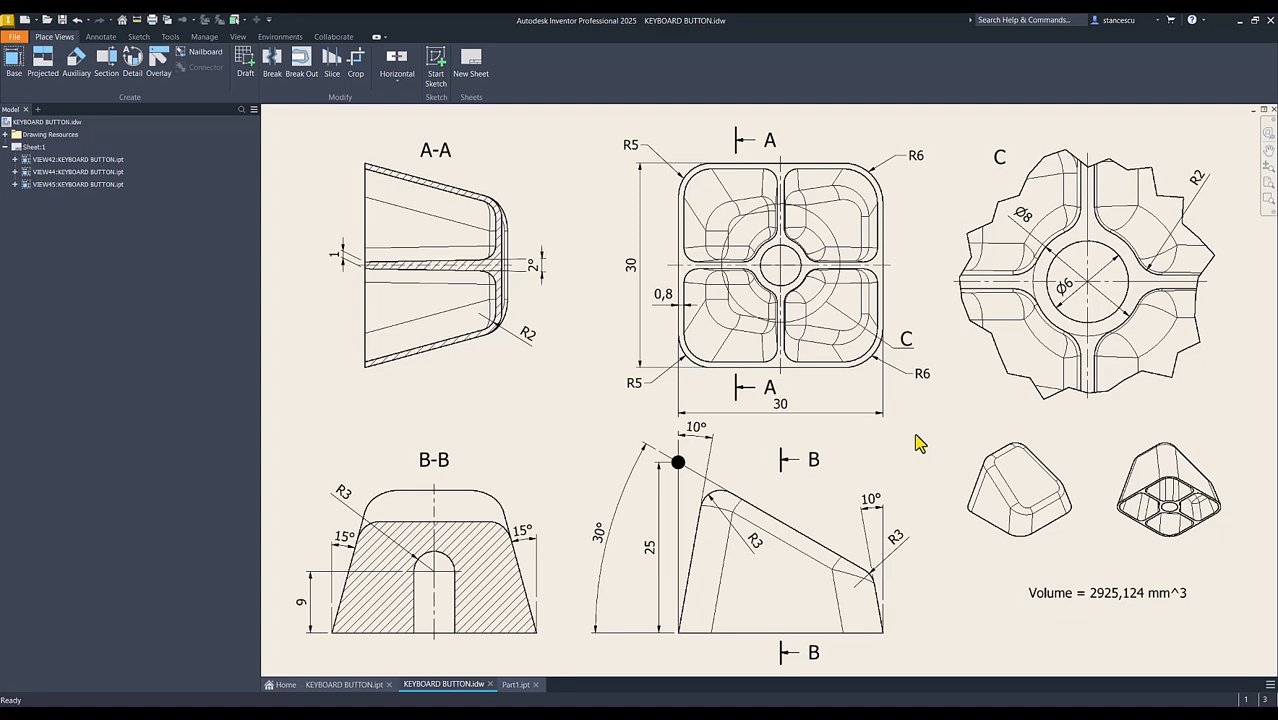 Autodesk Inventor Professional 2025 KEYBOARD BUTTON.idw
Search Help & Commands...
stancescu
File Place Views Annotate Sketch Tools Manage View Environments Collaborate
Base Projected Auxiliary Section Detail Overlay
Nailboard
Connector
Draft Break Break Out Slice Crop Horizontal
Start Sketch
New Sheet
Create Modify Sketch Sheets
Model
KEYBOARD BUTTON.idw
Drawing Resources
Sheet:1
VIEW42:KEYBOARD BUTTON.ipt
VIEW44:KEYBOARD BUTTON.ipt
VIEW45:KEYBOARD BUTTON.ipt
A-A
1
2°
R2
R5
A
R6
30
0,8
C
R5
A
R6
30
C
Ø8
R2
Ø6
B-B
R3
15°
15°
9
10°
B
30°
25
R3
10°
R3
B
Volume = 2925,124 mm^3
Home KEYBOARD BUTTON.ipt KEYBOARD BUTTON.idw Part1.ipt
Ready
1 3